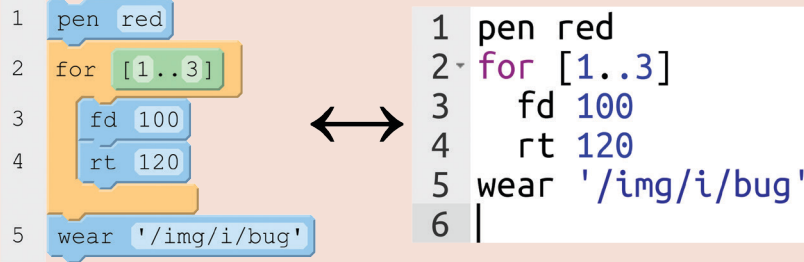 1 pen red
2 for [1..3]
3 fd 100
4 rt 120
5 wear '/img/i/bug'
1 pen red
2 for [1..3]
3 fd 100
4 rt 120
5 wear '/img/i/bug'
6